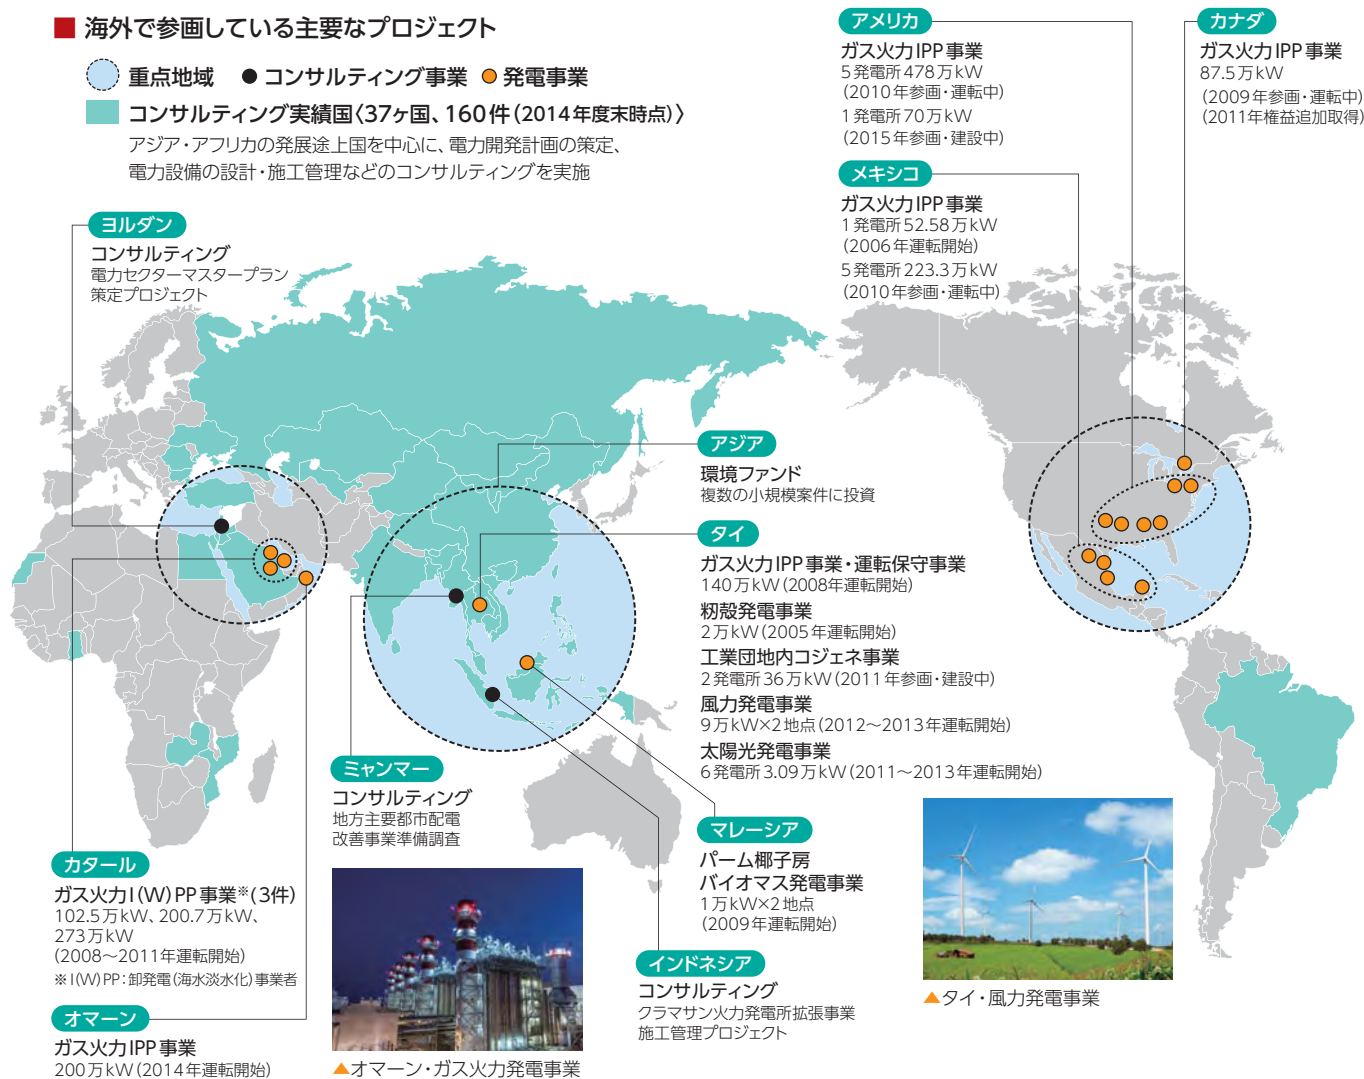 海外で参画している主要なプロジェクト
重点地域 ●コンサルティング事業 ●発電事業
コンサルティング実績国〈37ヶ国、160件(2014年度末時点)〉
アジア・アフリカの発展途上国を中心に、電力開発計画の策定、
電力設備の設計・施工管理などのコンサルティングを実施
アメリカ
ガス火力IPP事業
5発電所478万kW
(2010年参画・運転中)
1発電所70万kW
(2015年参画・建設中)
カナダ
ガス火力IPP事業
87.5万kW
(2009年参画・運転中)
(2011年権益追加取得)
メキシコ
ガス火力IPP事業
1発電所52.58万kW
(2006年運転開始)
5発電所223.3万kW
(2010年参画・運転中)
ヨルダン
コンサルティング
電力セクターマスタープラン
策定プロジェクト
アジア
環境ファンド
複数の小規模案件に投資
タイ
ガス火力IPP事業・運転保守事業
140万kW(2008年運転開始)
籾殻発電事業
2万kW(2005年運転開始)
工業団地内コジェネ事業
2発電所36万kW(2011年参画・建設中)
風力発電事業
9万kW×2地点(2012〜2013年運転開始)
太陽光発電事業
6発電所3.09万kW(2011〜2013年運転開始)
ミャンマー
コンサルティング
地方主要都市配電
改善事業準備調査
マレーシア
パーム椰子房
バイオマス発電事業
1万kW×2地点
(2009年運転開始)
カタール
ガス火力I(W)PP事業※(3件)
102.5万kW、200.7万kW、
273万kW
(2008〜2011年運転開始)
※I(W)PP:卸発電(海水淡水化)事業者
インドネシア
コンサルティング
クラマサン火力発電所拡張事業
施工管理プロジェクト
オマーン
ガス火力IPP事業
200万kW(2014年運転開始)
▲オマーン・ガス火力発電事業
▲タイ・風力発電事業